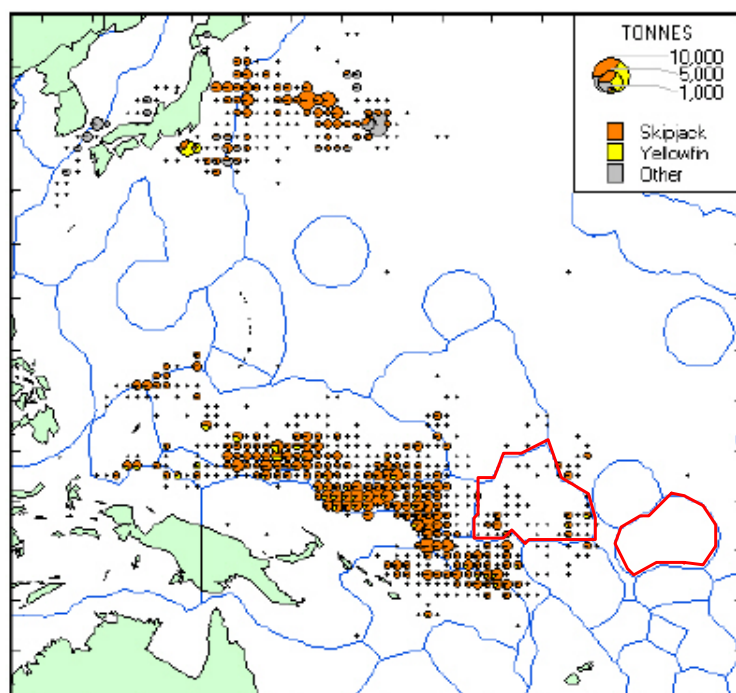 TONNES
10,000
5,000
1,000
Skipjack
Yellowfin
Other